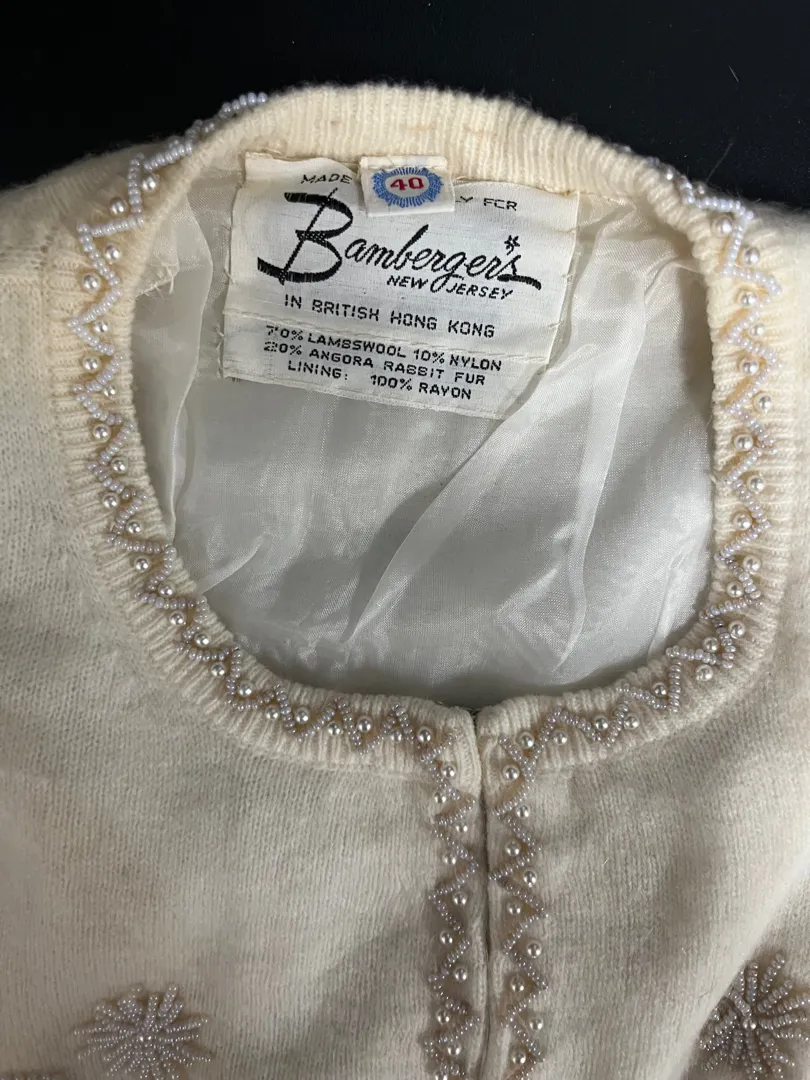 40
MADE Y FOR
Bamberger's
NEW JERSEY
IN BRITISH HONG KONG
70% LAMBSWOOL 10% NYLON
20% ANGORA RABBIT FUR
LINING: 100% RAYON